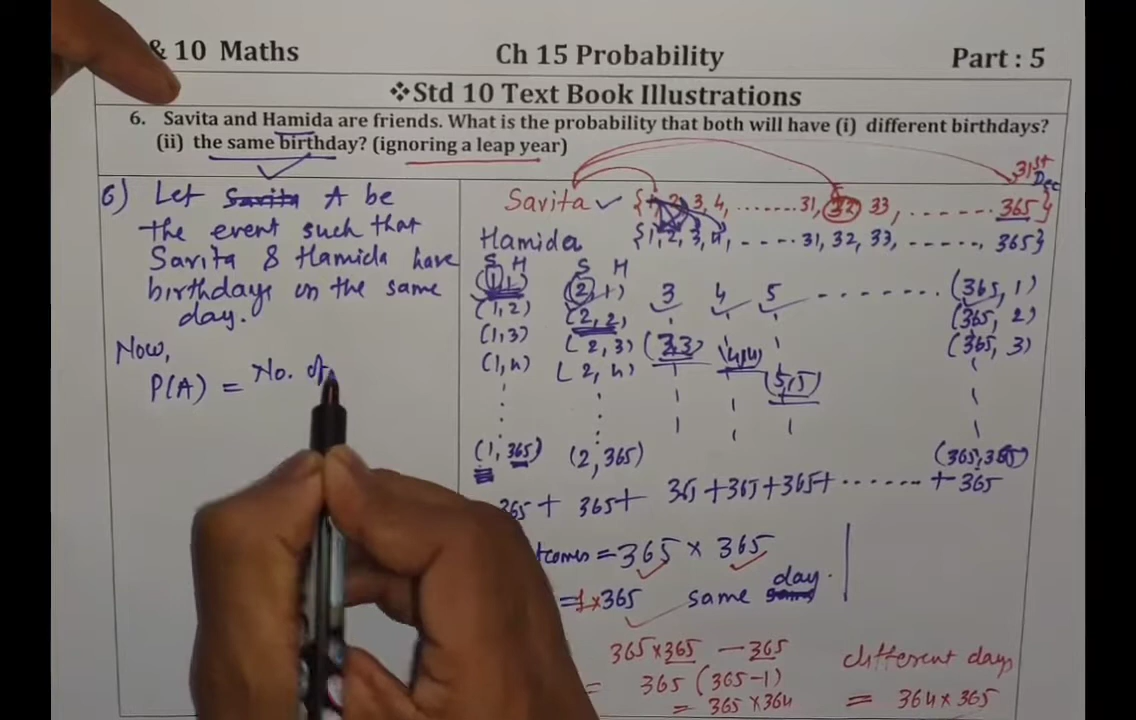 & 10 Maths Ch 15 Probability Part : 5
❖Std 10 Text Book Illustrations
6. Savita and Hamida are friends. What is the probability that both will have (i) different birthdays?
(ii) the same birthday? (ignoring a leap year)
6) Let A be
the event such that
Savita & Hamida have
birthdays on the same
day.
Now,
P(A) = No. of
31st
Dec
Savita {1, 2, 3, 4, ....... 31, 32, 33, ....... 365}
Hamida {1, 2, 3, 4, .... 31, 32, 33, ......, 365}
S H S H
(1,1) (2,1) 3 4 5 ........ (365, 1)
(1,2) (2,2) (365, 2)
(1,3) (2,3) (3,3) (4,4) (365, 3)
(1,4) (2,4) (5,5)
(1,365) (2,365) (365,365)
365 + 365 + 365 + 365 + 365 + ....... + 365
tcomes = 365 × 365
= 1 × 365 same day.
365 × 365 — 365 different days
= 365 (365 - 1)
= 365 × 364 = 364 × 365